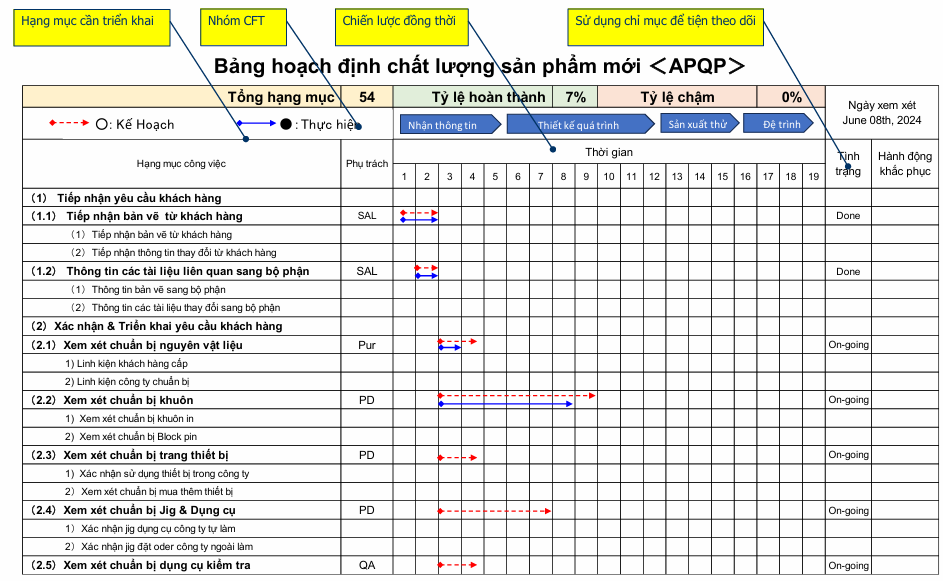 Hạng mục cần triển khai
Nhóm CFT
Chiến lược đồng thời
Sử dụng chỉ mục để tiện theo dõi
Bảng hoạch định chất lượng sản phẩm mới ＜APQP＞
Tổng hạng mục 54 Tỷ lệ hoàn thành 7% Tỷ lệ chậm 0%
Ngày xem xét
June 08th, 2024
○: Kế Hoạch ●: Thực hiện
Nhận thông tin Thiết kế quá trình Sản xuất thử Đệ trình
Hạng mục công việc Phụ trách Thời gian Tình trạng Hành động khắc phục
1 2 3 4 5 6 7 8 9 10 11 12 13 14 15 16 17 18 19
（1） Tiếp nhận yêu cầu khách hàng
（1.1） Tiếp nhận bản vẽ từ khách hàng SAL Done
（1）Tiếp nhận bản vẽ từ khách hàng
（2）Tiếp nhận thông tin thay đổi từ khách hàng
（1.2） Thông tin các tài liệu liên quan sang bộ phận SAL Done
（1）Thông tin bản vẽ sang bộ phận
（2）Thông tin các tài liệu thay đổi sang bộ phận
（2）Xác nhận & Triển khai yêu cầu khách hàng
（2.1）Xem xét chuẩn bị nguyên vật liệu Pur On-going
1) Linh kiện khách hàng cấp
2) Linh kiện công ty chuẩn bị
（2.2）Xem xét chuẩn bị khuôn PD On-going
1) Xem xét chuẩn bị khuôn in
2) Xem xét chuẩn bị Block pin
（2.3）Xem xét chuẩn bị trang thiết bị PD On-going
1) Xác nhận sử dụng thiết bị trong công ty
2）Xem xét chuẩn bị mua thêm thiết bị
（2.4）Xem xét chuẩn bị Jig & Dụng cụ PD On-going
1）Xác nhận jig dụng cụ công ty tự làm
2）Xác nhận jig đặt oder công ty ngoài làm
（2.5）Xem xét chuẩn bị dụng cụ kiểm tra QA On-going